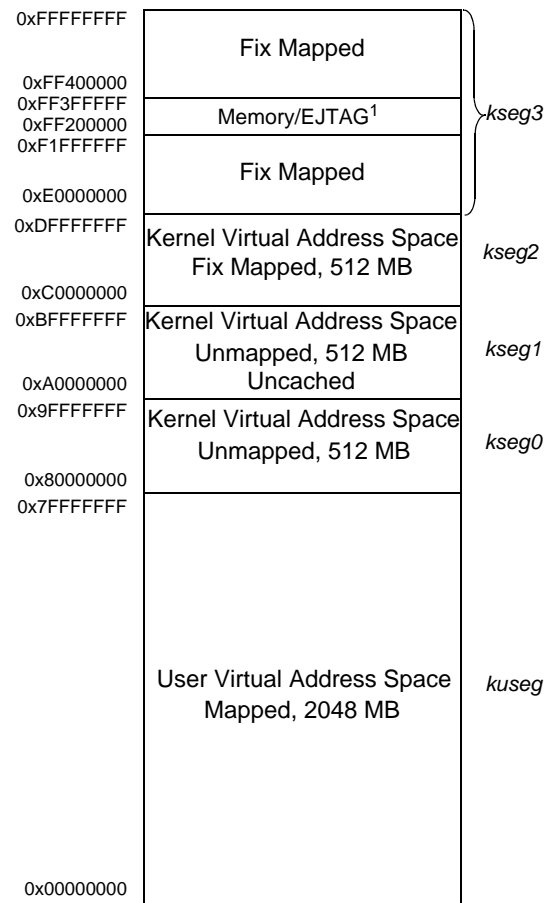 0xFFFFFFFF
Fix Mapped
0xFF400000
0xFF3FFFFF
Memory/EJTAG1
kseg3
0xFF200000
0xF1FFFFFF
Fix Mapped
0xE0000000
0xDFFFFFFF
Kernel Virtual Address Space
Fix Mapped, 512 MB
kseg2
0xC0000000
0xBFFFFFFF
Kernel Virtual Address Space
Unmapped, 512 MB
kseg1
Uncached
0xA0000000
0x9FFFFFFF
Kernel Virtual Address Space
Unmapped, 512 MB
kseg0
0x80000000
0x7FFFFFFF
User Virtual Address Space
Mapped, 2048 MB
kuseg
0x00000000